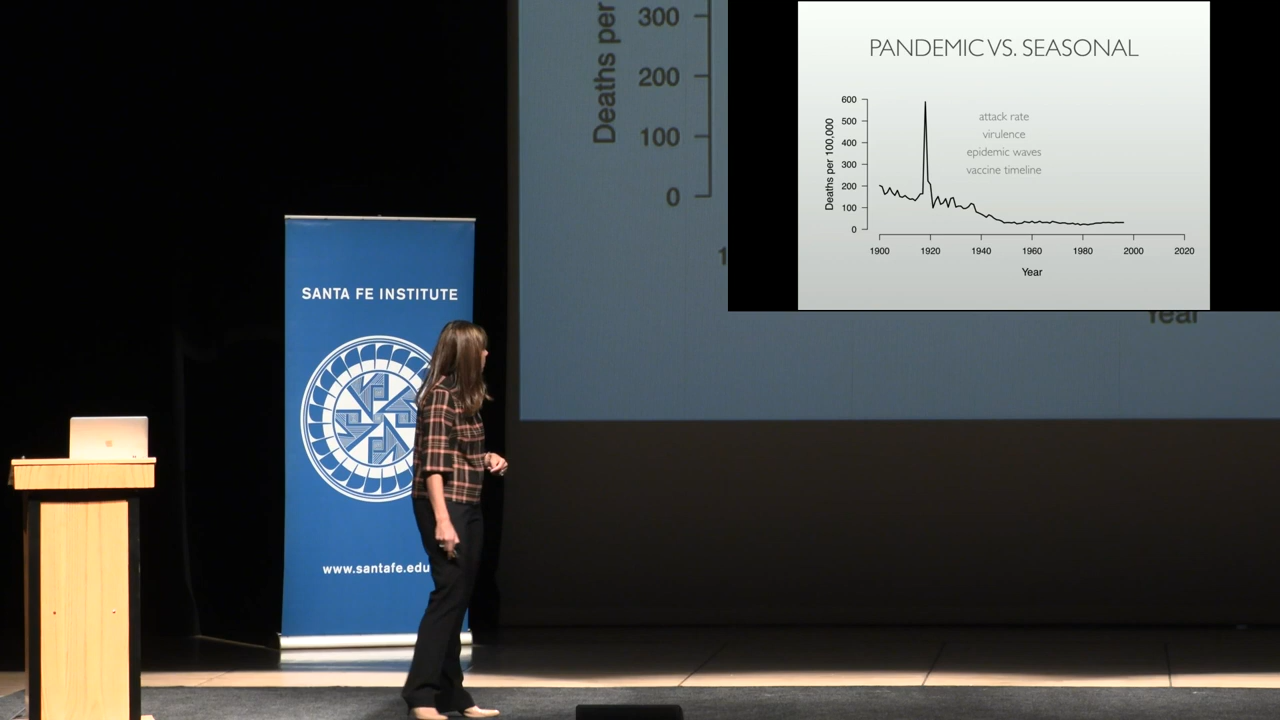 300
200
100
0
Deaths per
1
Year
PANDEMIC VS. SEASONAL
600
500
400
300
200
100
0
Deaths per 100,000
attack rate
virulence
epidemic waves
vaccine timeline
1900
1920
1940
1960
1980
2000
2020
Year
SANTA FE INSTITUTE
www.santafe.edu